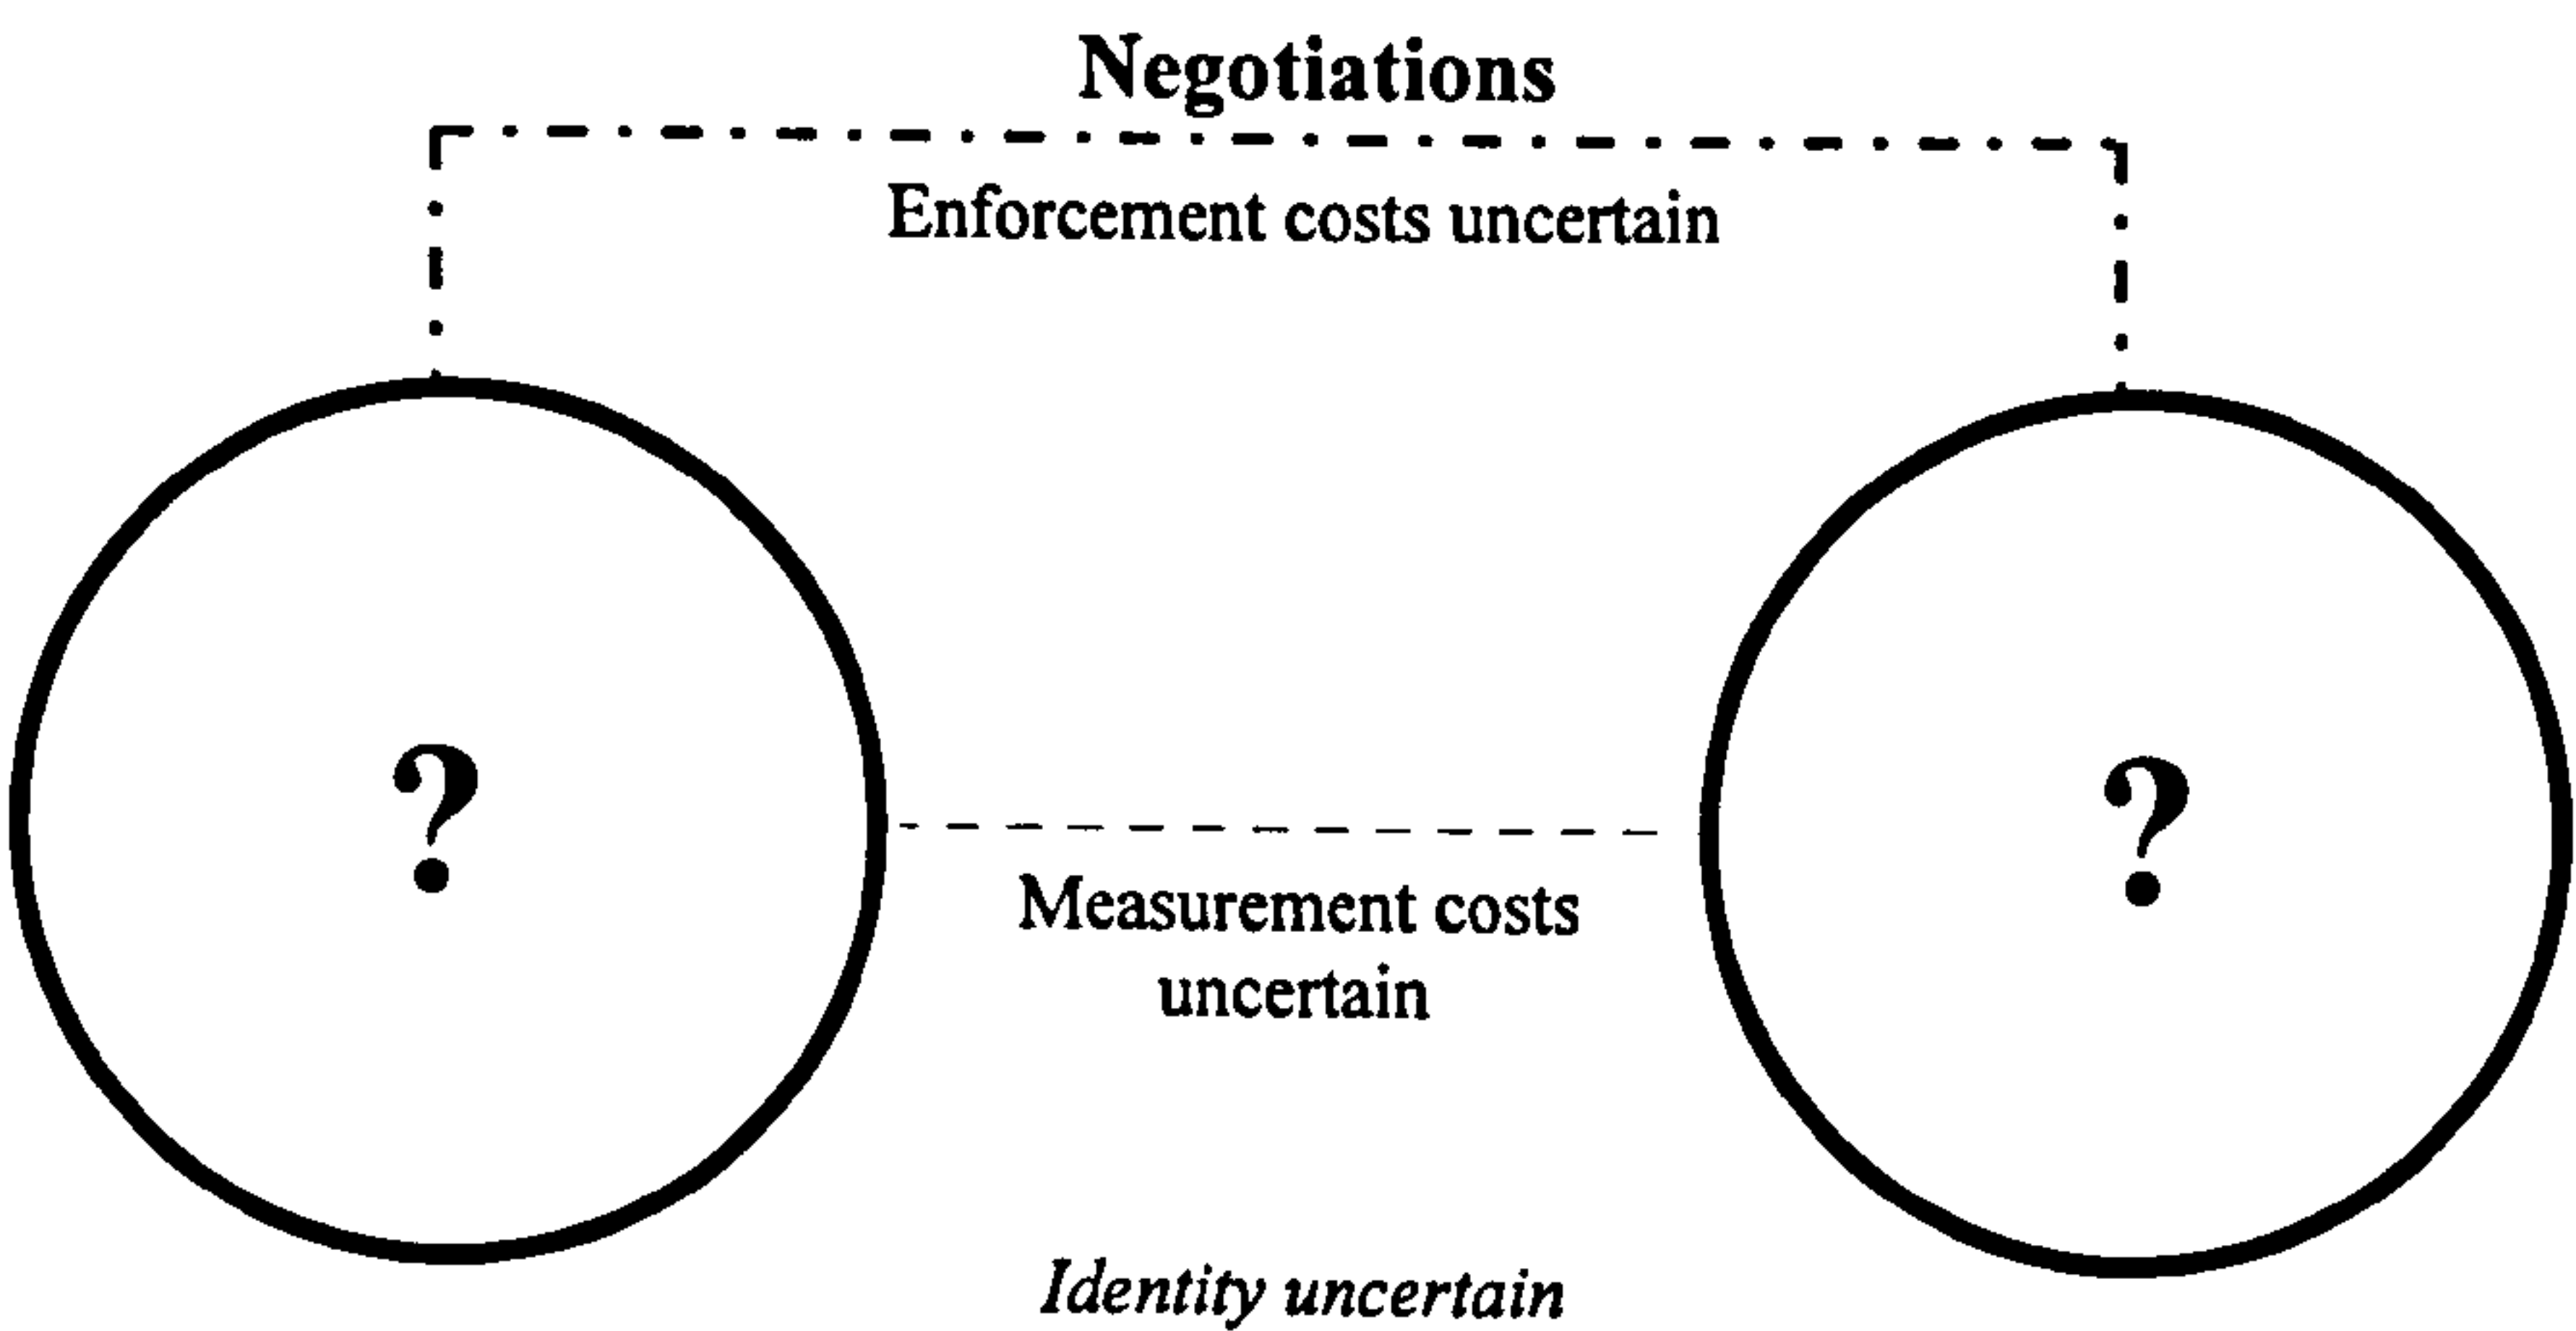 Negotiations
Enforcement costs uncertain
?
?
Measurement costs
uncertain
Identity uncertain